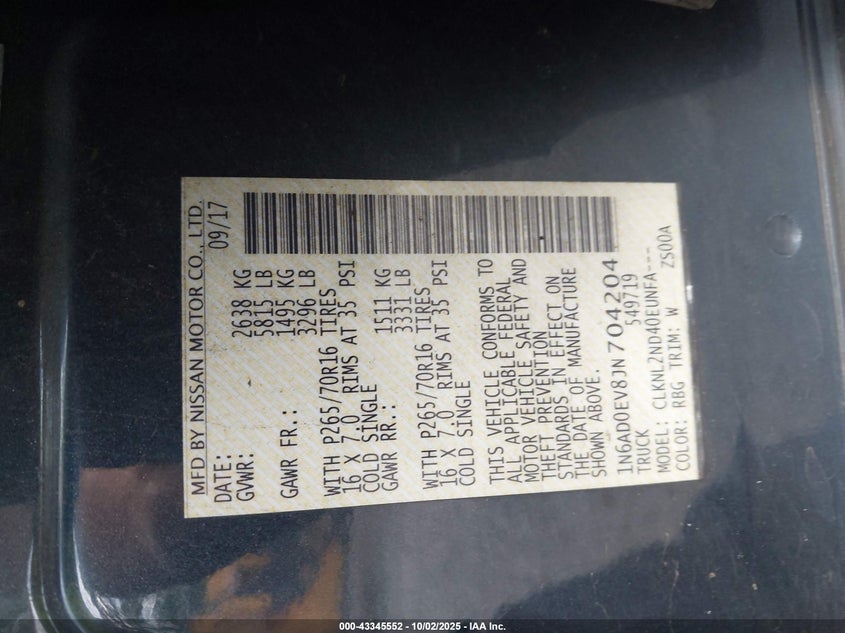 MFD BY NISSAN MOTOR CO., LTD.
DATE: 09/17
GVWR: 2638 KG
5815 LB
GAWR FR.: 1495 KG
3296 LB
WITH P265/70R16 TIRES
16 X 7.0 RIMS AT 35 PSI
COLD SINGLE
GAWR RR.: 1511 KG
3331 LB
WITH P265/70R16 TIRES
16 X 7.0 RIMS AT 35 PSI
COLD SINGLE
THIS VEHICLE CONFORMS TO
ALL APPLICABLE FEDERAL
MOTOR VEHICLE SAFETY AND
THEFT PREVENTION
STANDARDS IN EFFECT ON
THE DATE OF MANUFACTURE
SHOWN ABOVE.
1N6AD0EV8JN704204
TRUCK 549719
MODEL: CLKNL2ND40EUNFA---
COLOR: RBG TRIM: W ZS00A
000-43345552 - 10/02/2025 - IAA Inc.